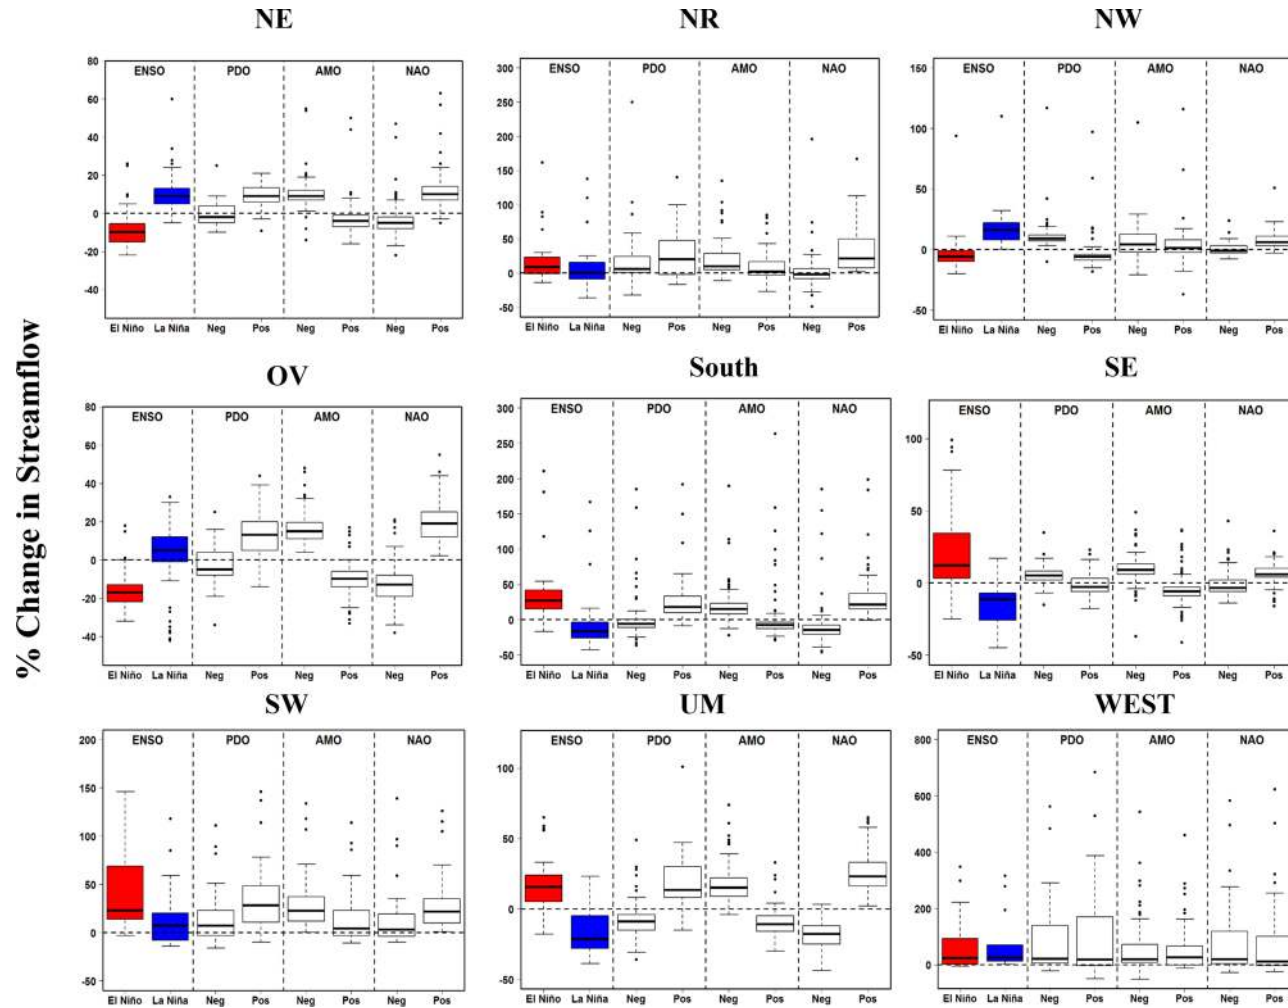 NE
NR
NW
80
60
40
20
0
-20
-40
ENSO PDO AMO NAO
El Niño La Niña Neg Pos Neg Pos Neg Pos
300
250
200
150
100
50
0
-50
ENSO PDO AMO NAO
El Niño La Niña Neg Pos Neg Pos Neg Pos
150
100
50
0
-50
ENSO PDO AMO NAO
El Niño La Niña Neg Pos Neg Pos Neg Pos
% Change in Streamflow
OV
South
SE
80
60
40
20
0
-20
-40
ENSO PDO AMO NAO
El Niño La Niña Neg Pos Neg Pos Neg Pos
300
250
200
150
100
50
0
-50
ENSO PDO AMO NAO
El Niño La Niña Neg Pos Neg Pos Neg Pos
100
50
0
-50
ENSO PDO AMO NAO
El Niño La Niña Neg Pos Neg Pos Neg Pos
SW
UM
WEST
200
150
100
50
0
-50
ENSO PDO AMO NAO
El Niño La Niña Neg Pos Neg Pos Neg Pos
100
50
0
-50
ENSO PDO AMO NAO
El Niño La Niña Neg Pos Neg Pos Neg Pos
800
600
400
200
0
ENSO PDO AMO NAO
El Niño La Niña Neg Pos Neg Pos Neg Pos